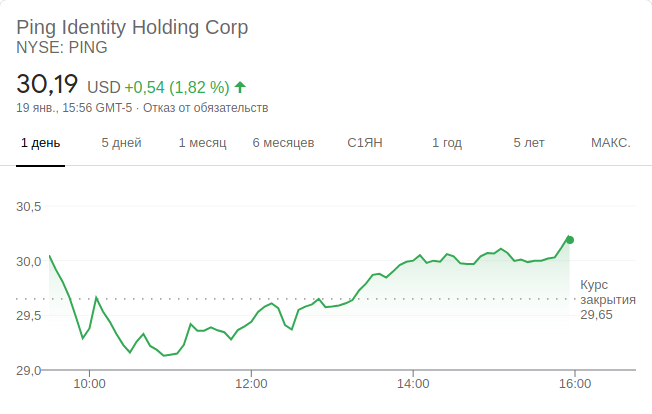 Ping Identity Holding Corp
NYSE: PING
30,19 USD +0,54 (1,82 %)
19 янв., 15:56 GMT-5 · Отказ от обязательств
1 день 5 дней 1 месяц 6 месяцев С1ЯН 1 год 5 лет МАКС.
30,5
30,0
Курс
закрытия
29,65
29,5
29,0
10:00 12:00 14:00 16:00